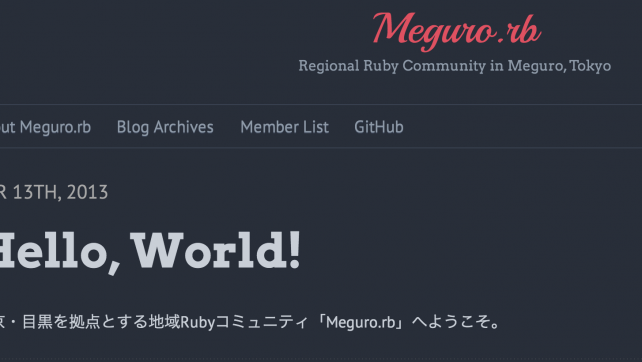 Meguro.rb
Regional Ruby Community in Meguro, Tokyo
Meguro.rb
Blog Archives
Member List
GitHub
13TH, 2013
Hello, World!
・目黒を拠点とする地域Rubyコミュニティ「Meguro.rb」へようこそ。